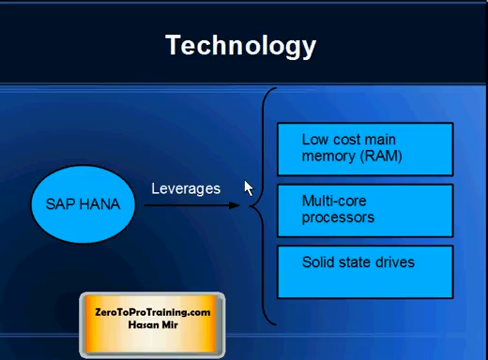 Technology
SAP HANA
Leverages
Low cost main
memory (RAM)
Multi-core
processors
Solid state drives
ZeroToProTraining.com
Hasan Mir